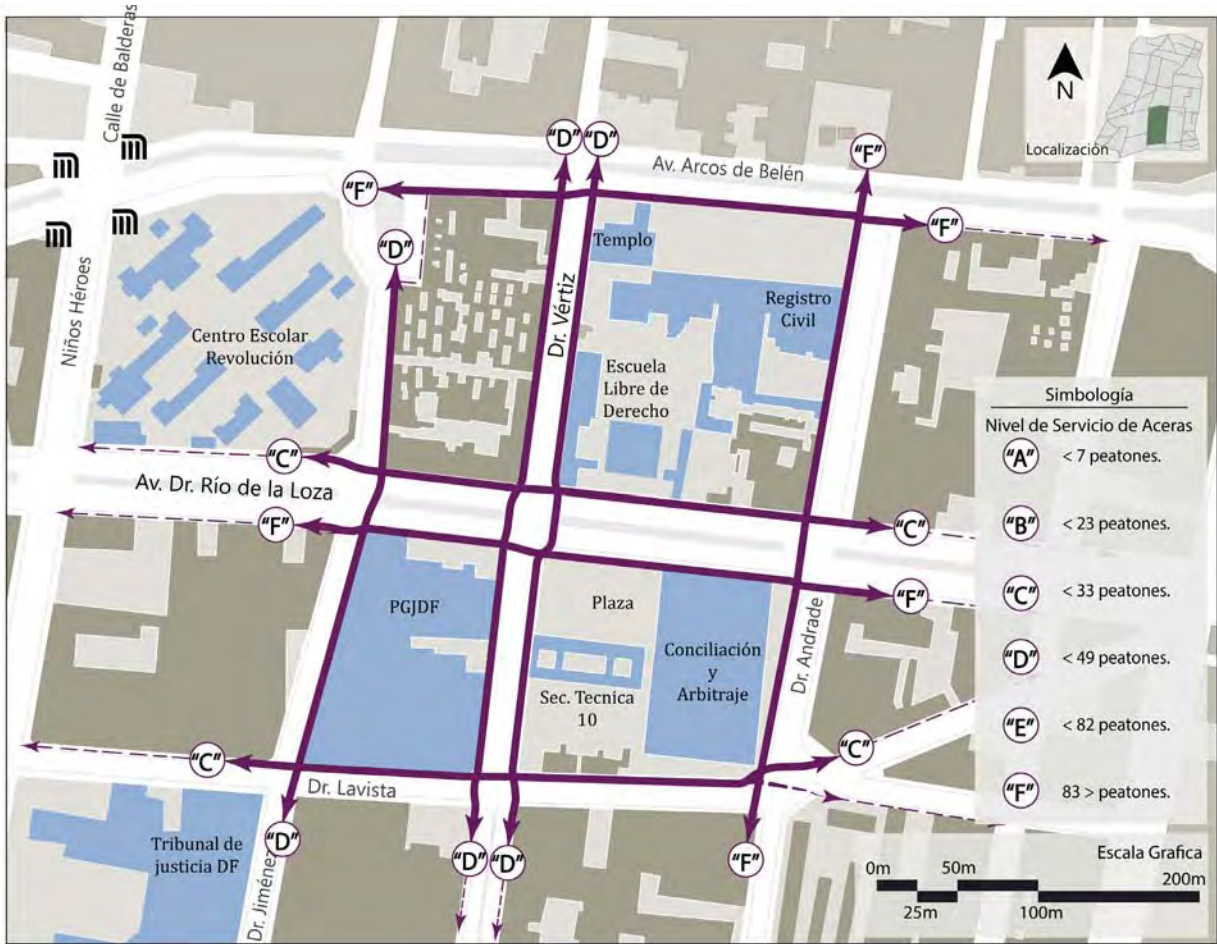 Calle de Balderas
N
Localización
"D"
"D"
"F"
Av. Arcos de Belén
"F"
"F"
"D"
Templo
Niños Héroes
Dr. Vértiz
Registro
Civil
Centro Escolar
Revolución
Escuela
Libre de
Derecho
"C"
Av. Dr. Río de la Loza
"F"
"C"
"F"
PGJDF
Plaza
Conciliación
y
Arbitraje
Dr. Andrade
Sec. Tecnica
10
"C"
"C"
Dr. Lavista
Tribunal de
justicia DF
"D"
Dr. Jiménez
"D"
"D"
"F"
Simbología
Nivel de Servicio de Aceras
"A" < 7 peatones.
"B" < 23 peatones.
"C" < 33 peatones.
"D" < 49 peatones.
"E" < 82 peatones.
"F" 83 > peatones.
Escala Grafica
0m 50m 200m
25m 100m